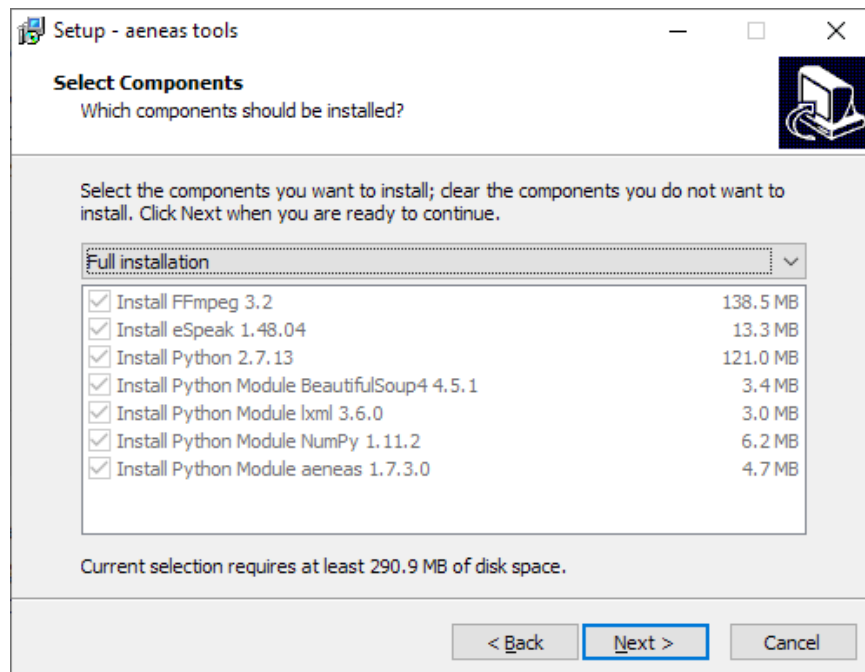 Setup - aeneas tools
Select Components
Which components should be installed?
Select the components you want to install; clear the components you do not want to
install. Click Next when you are ready to continue.
Full installation
Install FFmpeg 3.2 138.5 MB
Install eSpeak 1.48.04 13.3 MB
Install Python 2.7.13 121.0 MB
Install Python Module BeautifulSoup4 4.5.1 3.4 MB
Install Python Module lxml 3.6.0 3.0 MB
Install Python Module NumPy 1.11.2 6.2 MB
Install Python Module aeneas 1.7.3.0 4.7 MB
Current selection requires at least 290.9 MB of disk space.
< Back Next > Cancel